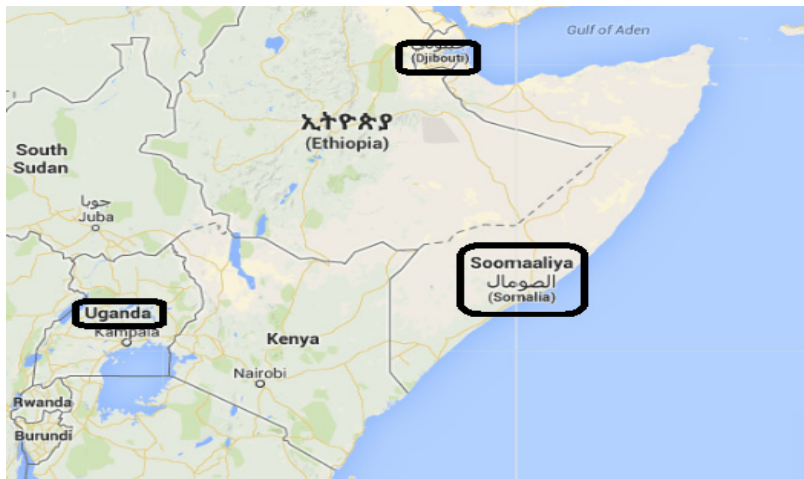 Gulf of Aden
(Djibouti)
ኢትዮጵያ
(Ethiopia)
South
Sudan
جوبا
Juba
Soomaaliya
الصومال
(Somalia)
Uganda
Kampala
Kenya
Nairobi
Rwanda
Burundi